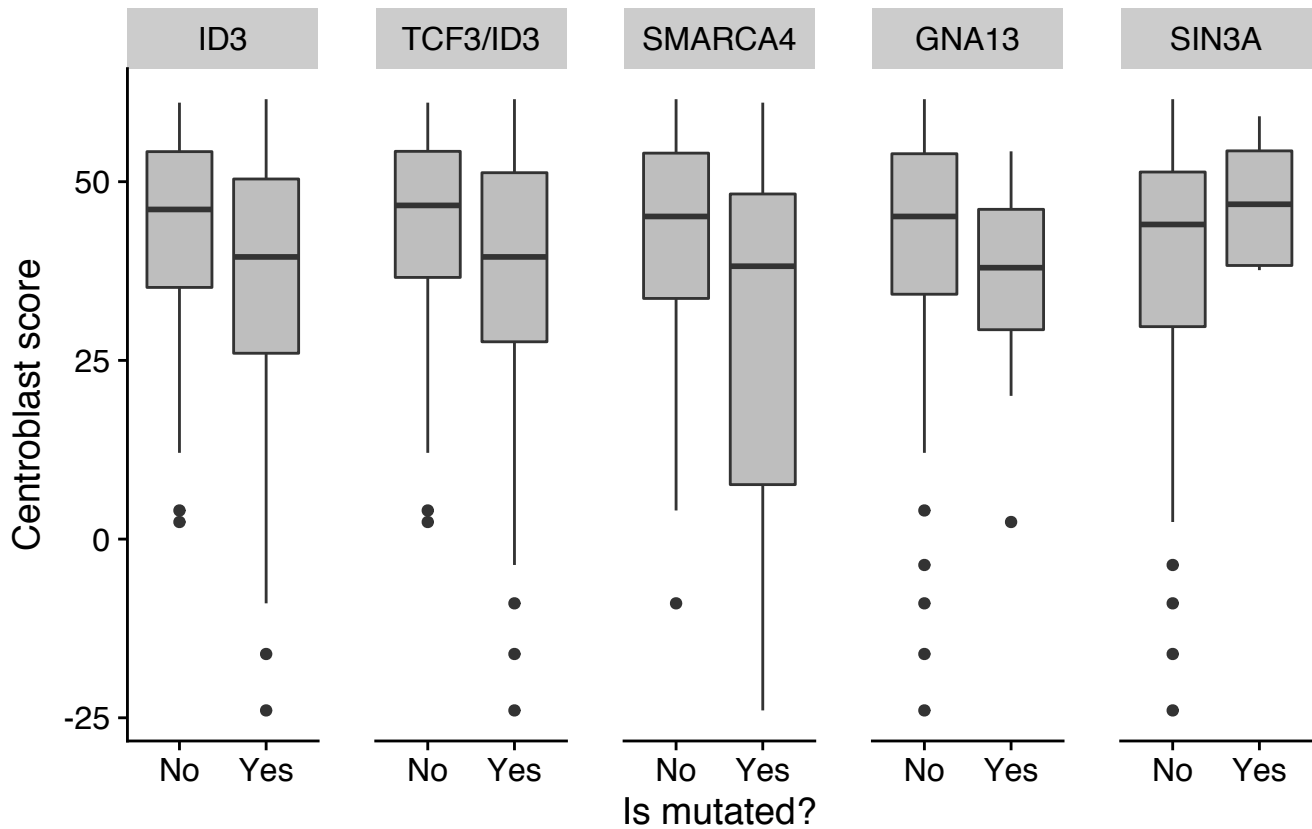 ID3 TCF3/ID3 SMARCA4 GNA13 SIN3A
Centroblast score
50
25
0
-25
No Yes No Yes No Yes No Yes No Yes
Is mutated?